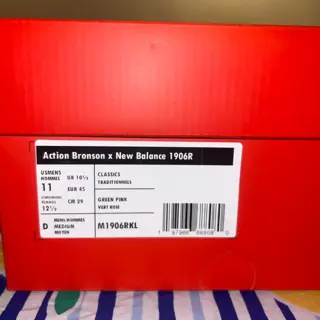 Action Bronson x New Balance 1906R
USMENS
HOMMES
11
UK 10½
EUR 45
CM 29
12½
CLASSICS
TRADITIONNELS
GREEN PINK
VERT ROSE
D
MENS HOMMES
MEDIUM
MOYEN
M1906RKL